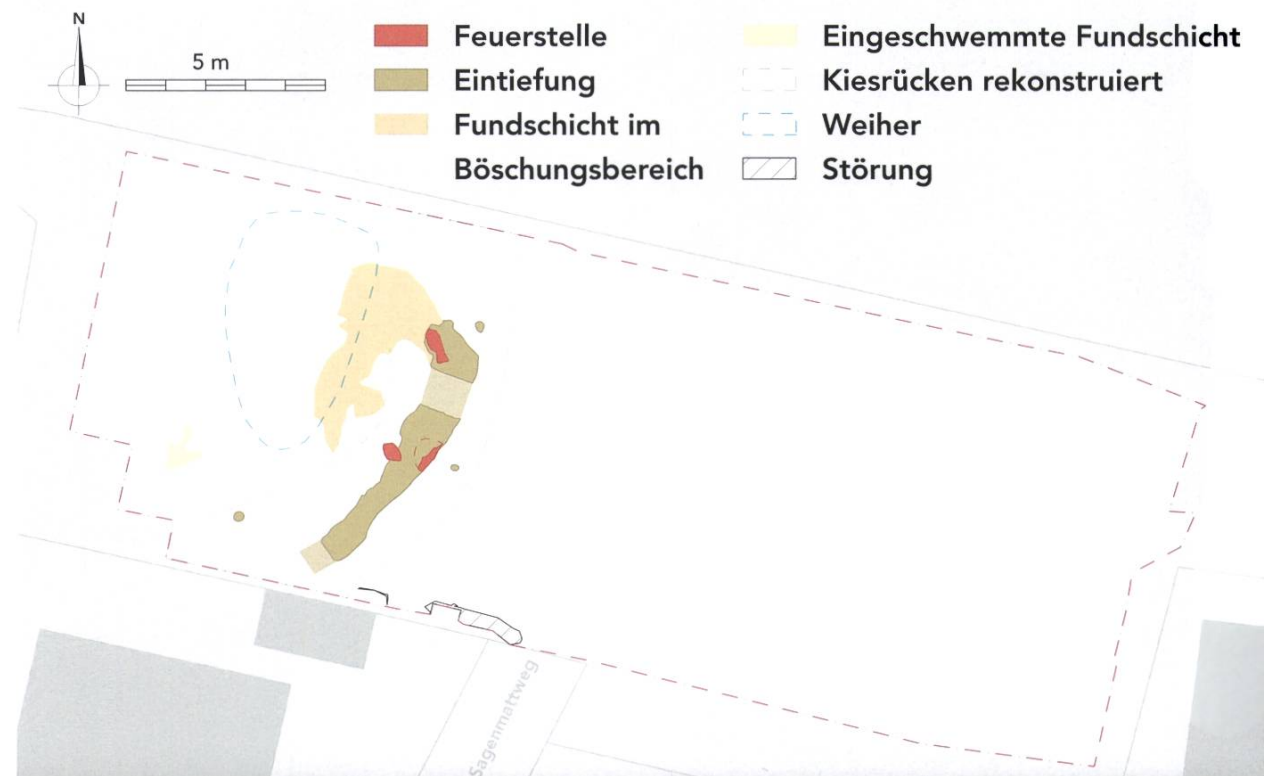 N
5 m
Feuerstelle
Eintiefung
Fundschicht im
Böschungsbereich
Eingeschwemmte Fundschicht
Kiesrücken rekonstruiert
Weiher
Störung
Sagenmattweg